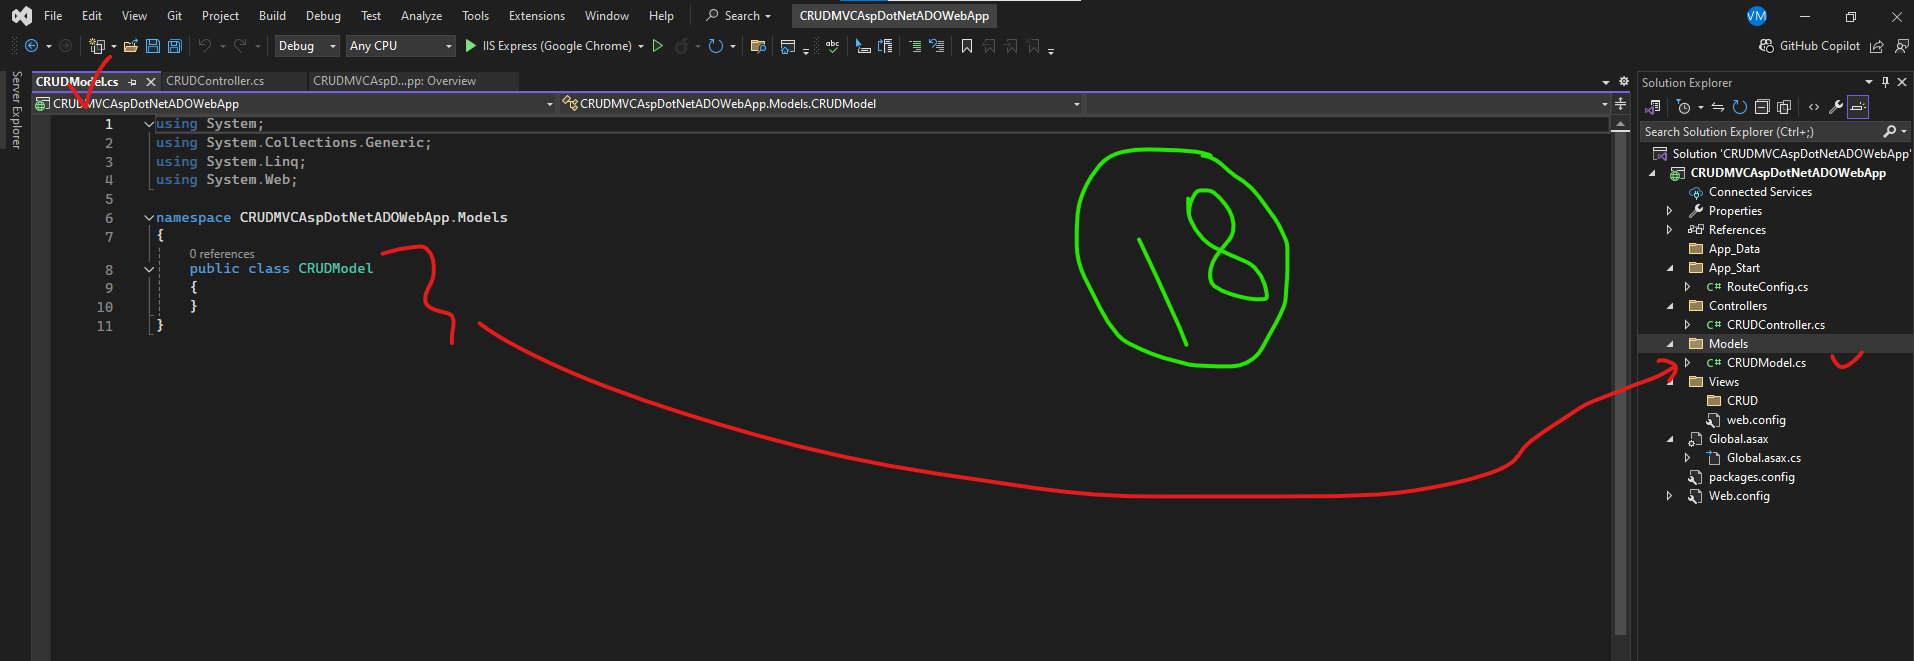 File Edit View Git Project Build Debug Test Analyze Tools Extensions Window Help Search CRUDMVCAspDotNetADOWebApp VM
Debug Any CPU IIS Express (Google Chrome) abc GitHub Copilot
Server Explorer
CRUDModel.cs CRUDController.cs CRUDMVCAspD...pp: Overview
CRUDMVCAspDotNetADOWebApp CRUDMVCAspDotNetADOWebApp.Models.CRUDModel
1 using System;
2 using System.Collections.Generic;
3 using System.Linq;
4 using System.Web;
5
6 namespace CRUDMVCAspDotNetADOWebApp.Models
7 {
0 references
8 public class CRUDModel
9 {
10 }
11 }
18
Solution Explorer
Search Solution Explorer (Ctrl+;)
Solution 'CRUDMVCAspDotNetADOWebApp'
CRUDMVCAspDotNetADOWebApp
Connected Services
Properties
References
App_Data
App_Start
C# RouteConfig.cs
Controllers
C# CRUDController.cs
Models
C# CRUDModel.cs
Views
CRUD
web.config
Global.asax
Global.asax.cs
packages.config
Web.config